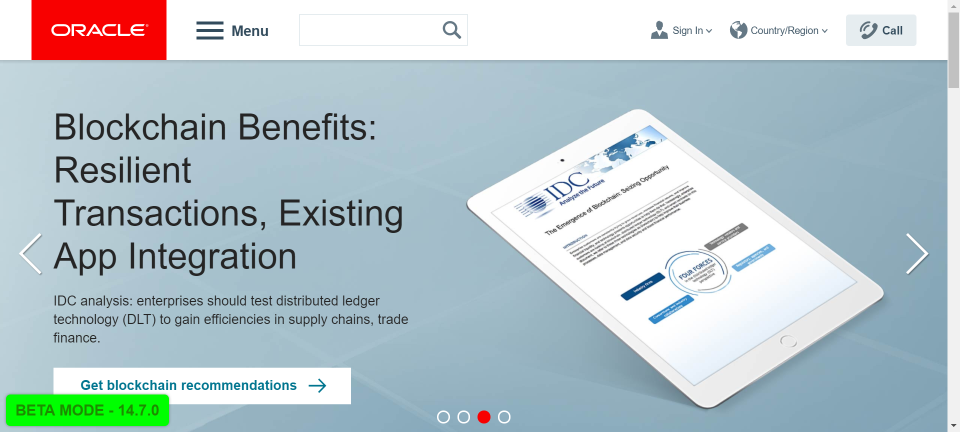 ORACLE
Menu
Sign In
Country/Region
Call
Blockchain Benefits:
Resilient
Transactions, Existing
App Integration
IDC analysis: enterprises should test distributed ledger
technology (DLT) to gain efficiencies in supply chains, trade
finance.
Get blockchain recommendations
BETA MODE - 14.7.0
IDC
Analyze the Future
The Emergence of Blockchain: Seizing Opportunity
INTRODUCTION
FOUR FORCES